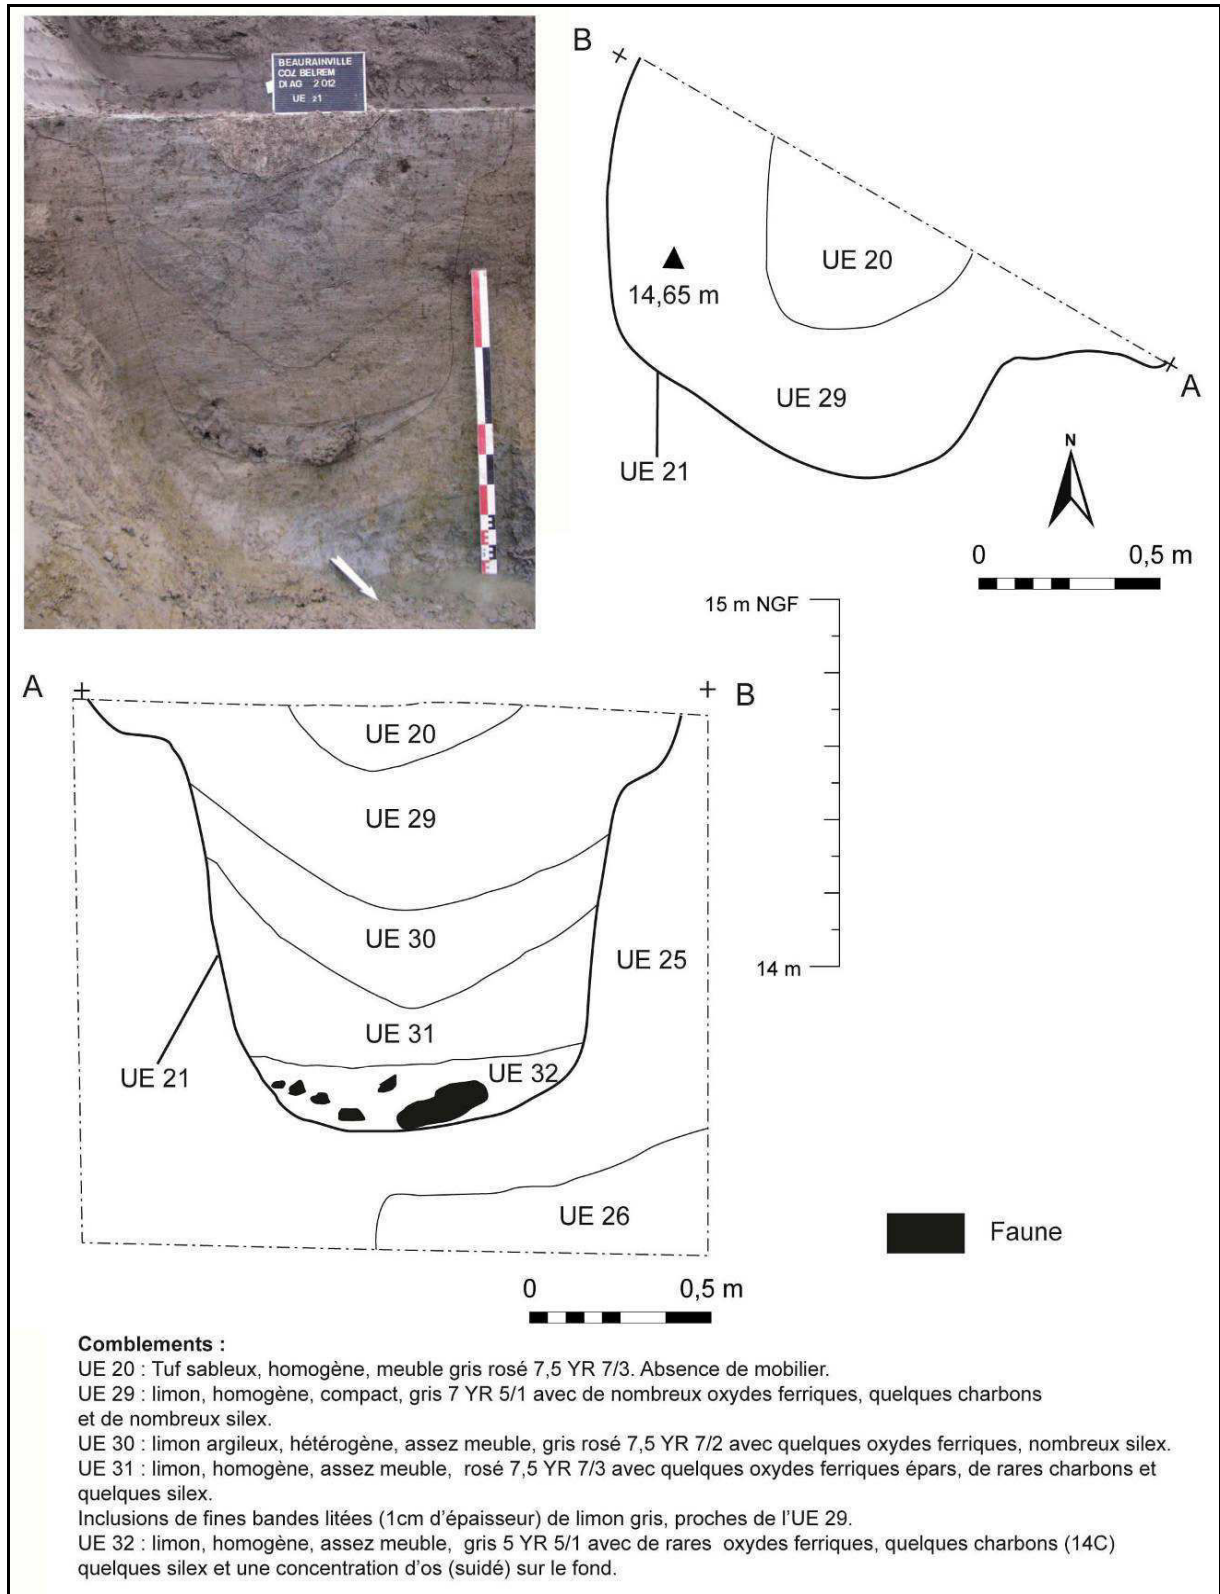 BEAURAINVILLE
COZ BELREM
DIAG 2012
UE 21
B
UE 20
14,65 m
UE 29
A
UE 21
N
0 0,5 m
15 m NGF
14 m
A
B
UE 20
UE 29
UE 30
UE 25
UE 31
UE 21
UE 32
UE 26
Faune
0 0,5 m
Comblements :
UE 20 : Tuf sableux, homogène, meuble gris rosé 7,5 YR 7/3. Absence de mobilier.
UE 29 : limon, homogène, compact, gris 7 YR 5/1 avec de nombreux oxydes ferriques, quelques charbons
et de nombreux silex.
UE 30 : limon argileux, hétérogène, assez meuble, gris rosé 7,5 YR 7/2 avec quelques oxydes ferriques, nombreux silex.
UE 31 : limon, homogène, assez meuble, rosé 7,5 YR 7/3 avec quelques oxydes ferriques épars, de rares charbons et
quelques silex.
Inclusions de fines bandes litées (1cm d'épaisseur) de limon gris, proches de l'UE 29.
UE 32 : limon, homogène, assez meuble, gris 5 YR 5/1 avec de rares oxydes ferriques, quelques charbons (14C)
quelques silex et une concentration d'os (suidé) sur le fond.